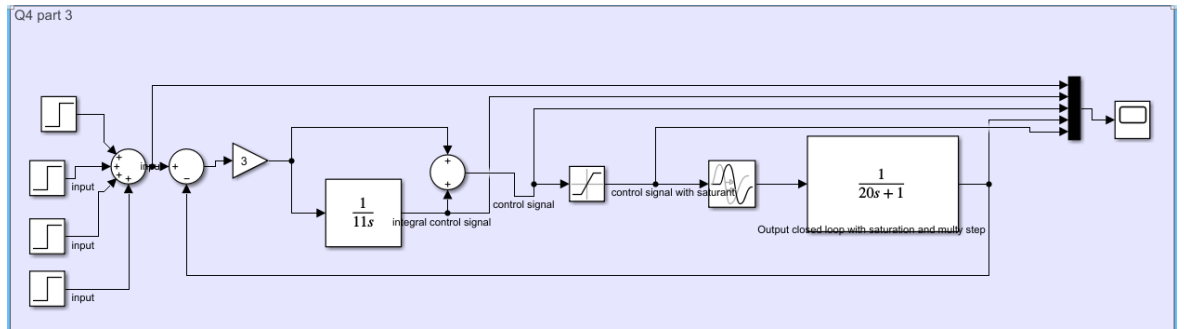 Q4 part 3
input
3
input
1
11s
integral control signal
control signal
control signal with saturant
1
20s + 1
Output closed loop with saturation and multy step
input
input
+
+
+
+
+
−
+
+